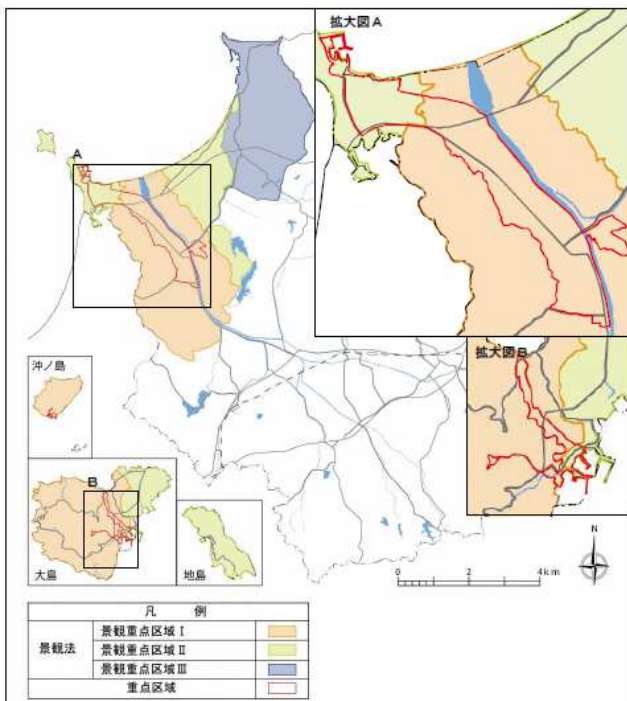 拡大図A
A
拡大図B
沖ノ島
B
大島
地島
N
0 2 4km
凡 例
景観法
景観重点区域Ⅰ
景観重点区域Ⅱ
景観重点区域Ⅲ
重点区域